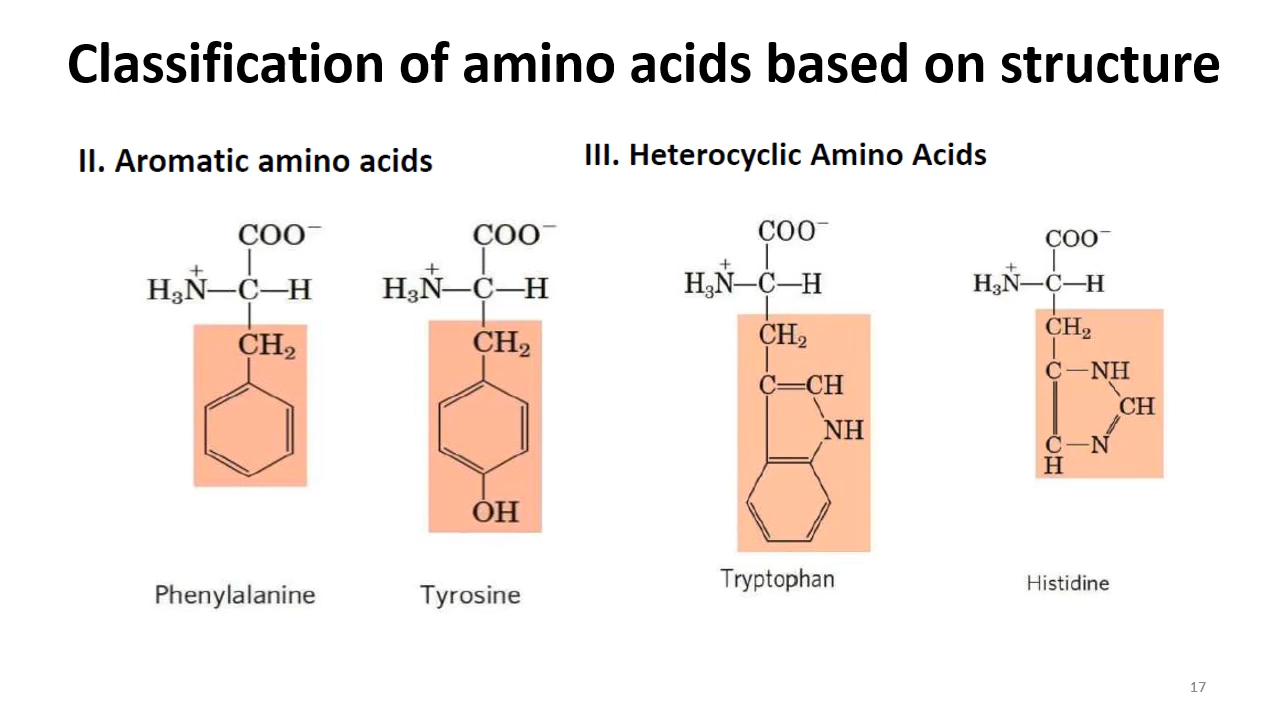 Classification of amino acids based on structure
II. Aromatic amino acids
COO⁻
H₃N⁺—C—H
CH₂
Phenylalanine
COO⁻
H₃N⁺—C—H
CH₂
OH
Tyrosine
III. Heterocyclic Amino Acids
COO⁻
H₃N⁺—C—H
CH₂
C=CH
NH
Tryptophan
COO⁻
H₃N⁺—C—H
CH₂
C—NH
CH
C—N
H
Histidine
17